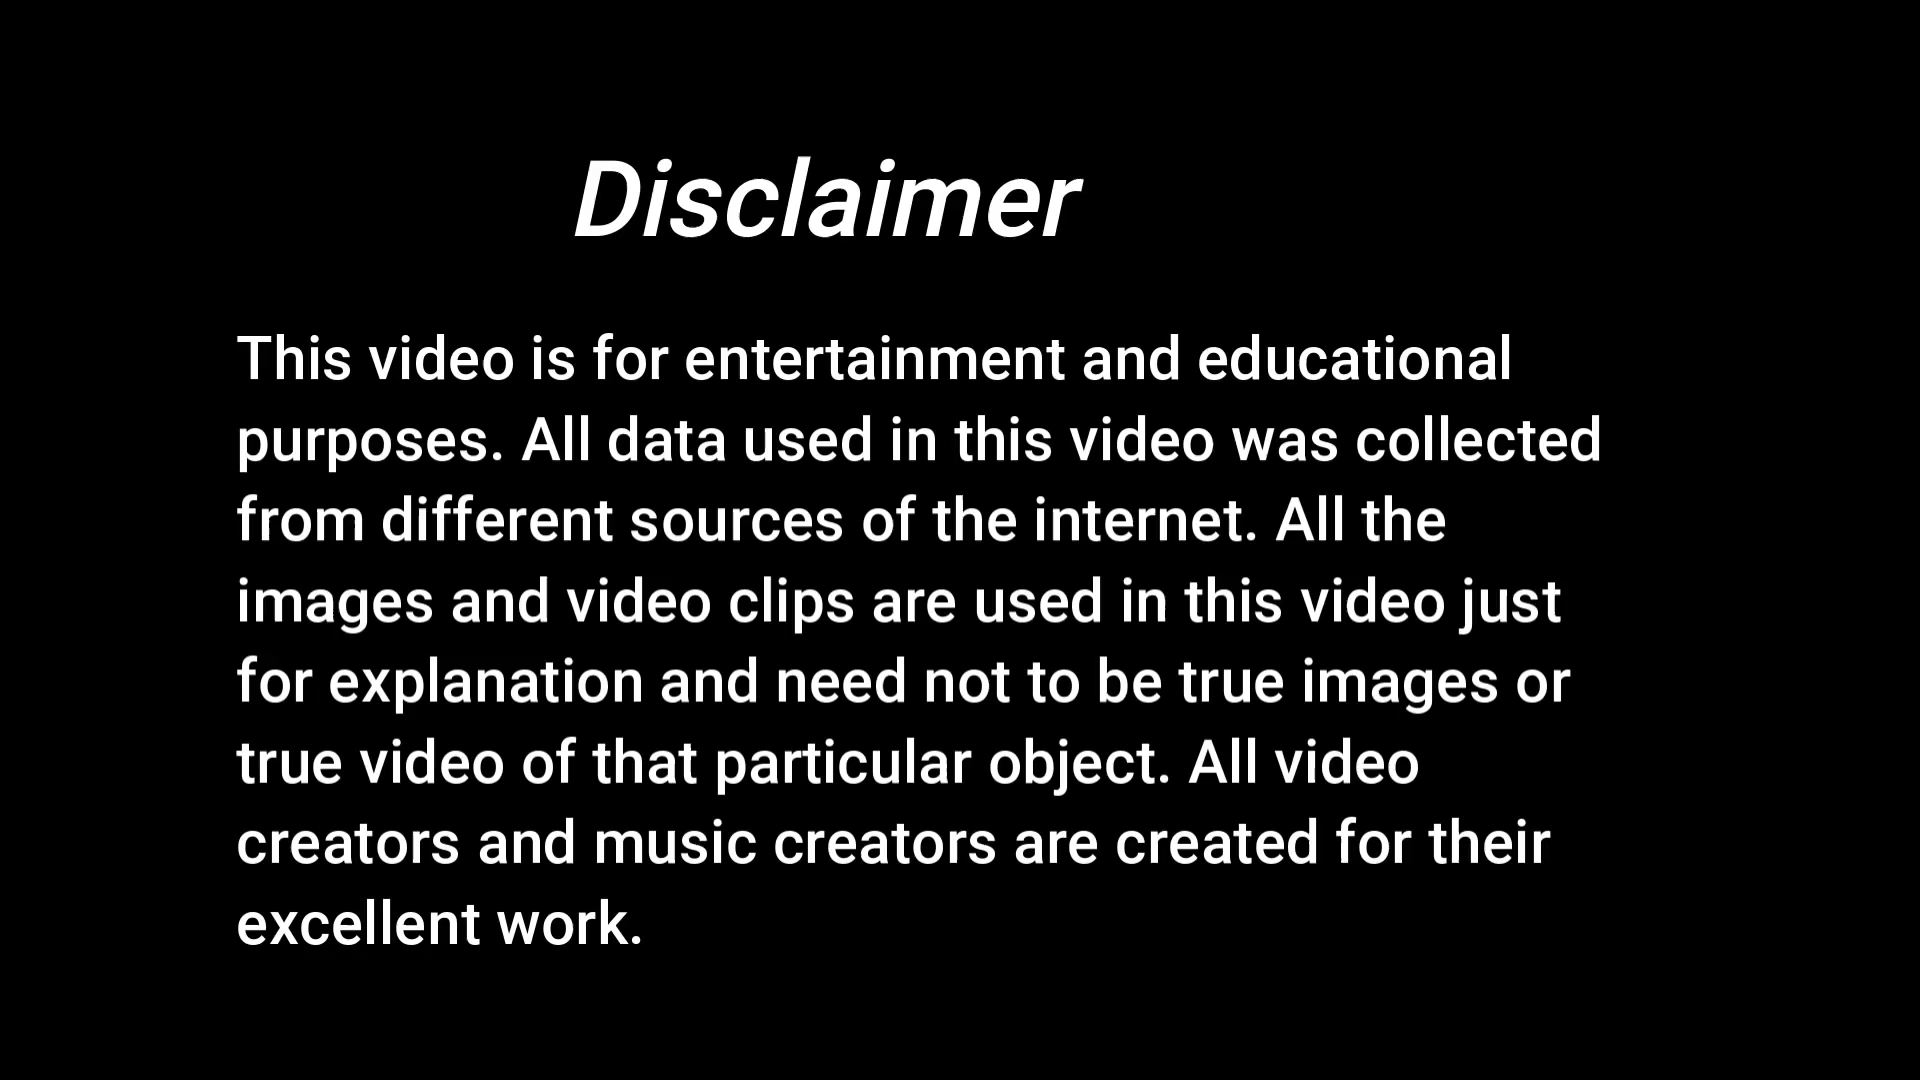 Disclaimer
This video is for entertainment and educational
purposes. All data used in this video was collected
from different sources of the internet. All the
images and video clips are used in this video just
for explanation and need not to be true images or
true video of that particular object. All video
creators and music creators are created for their
excellent work.